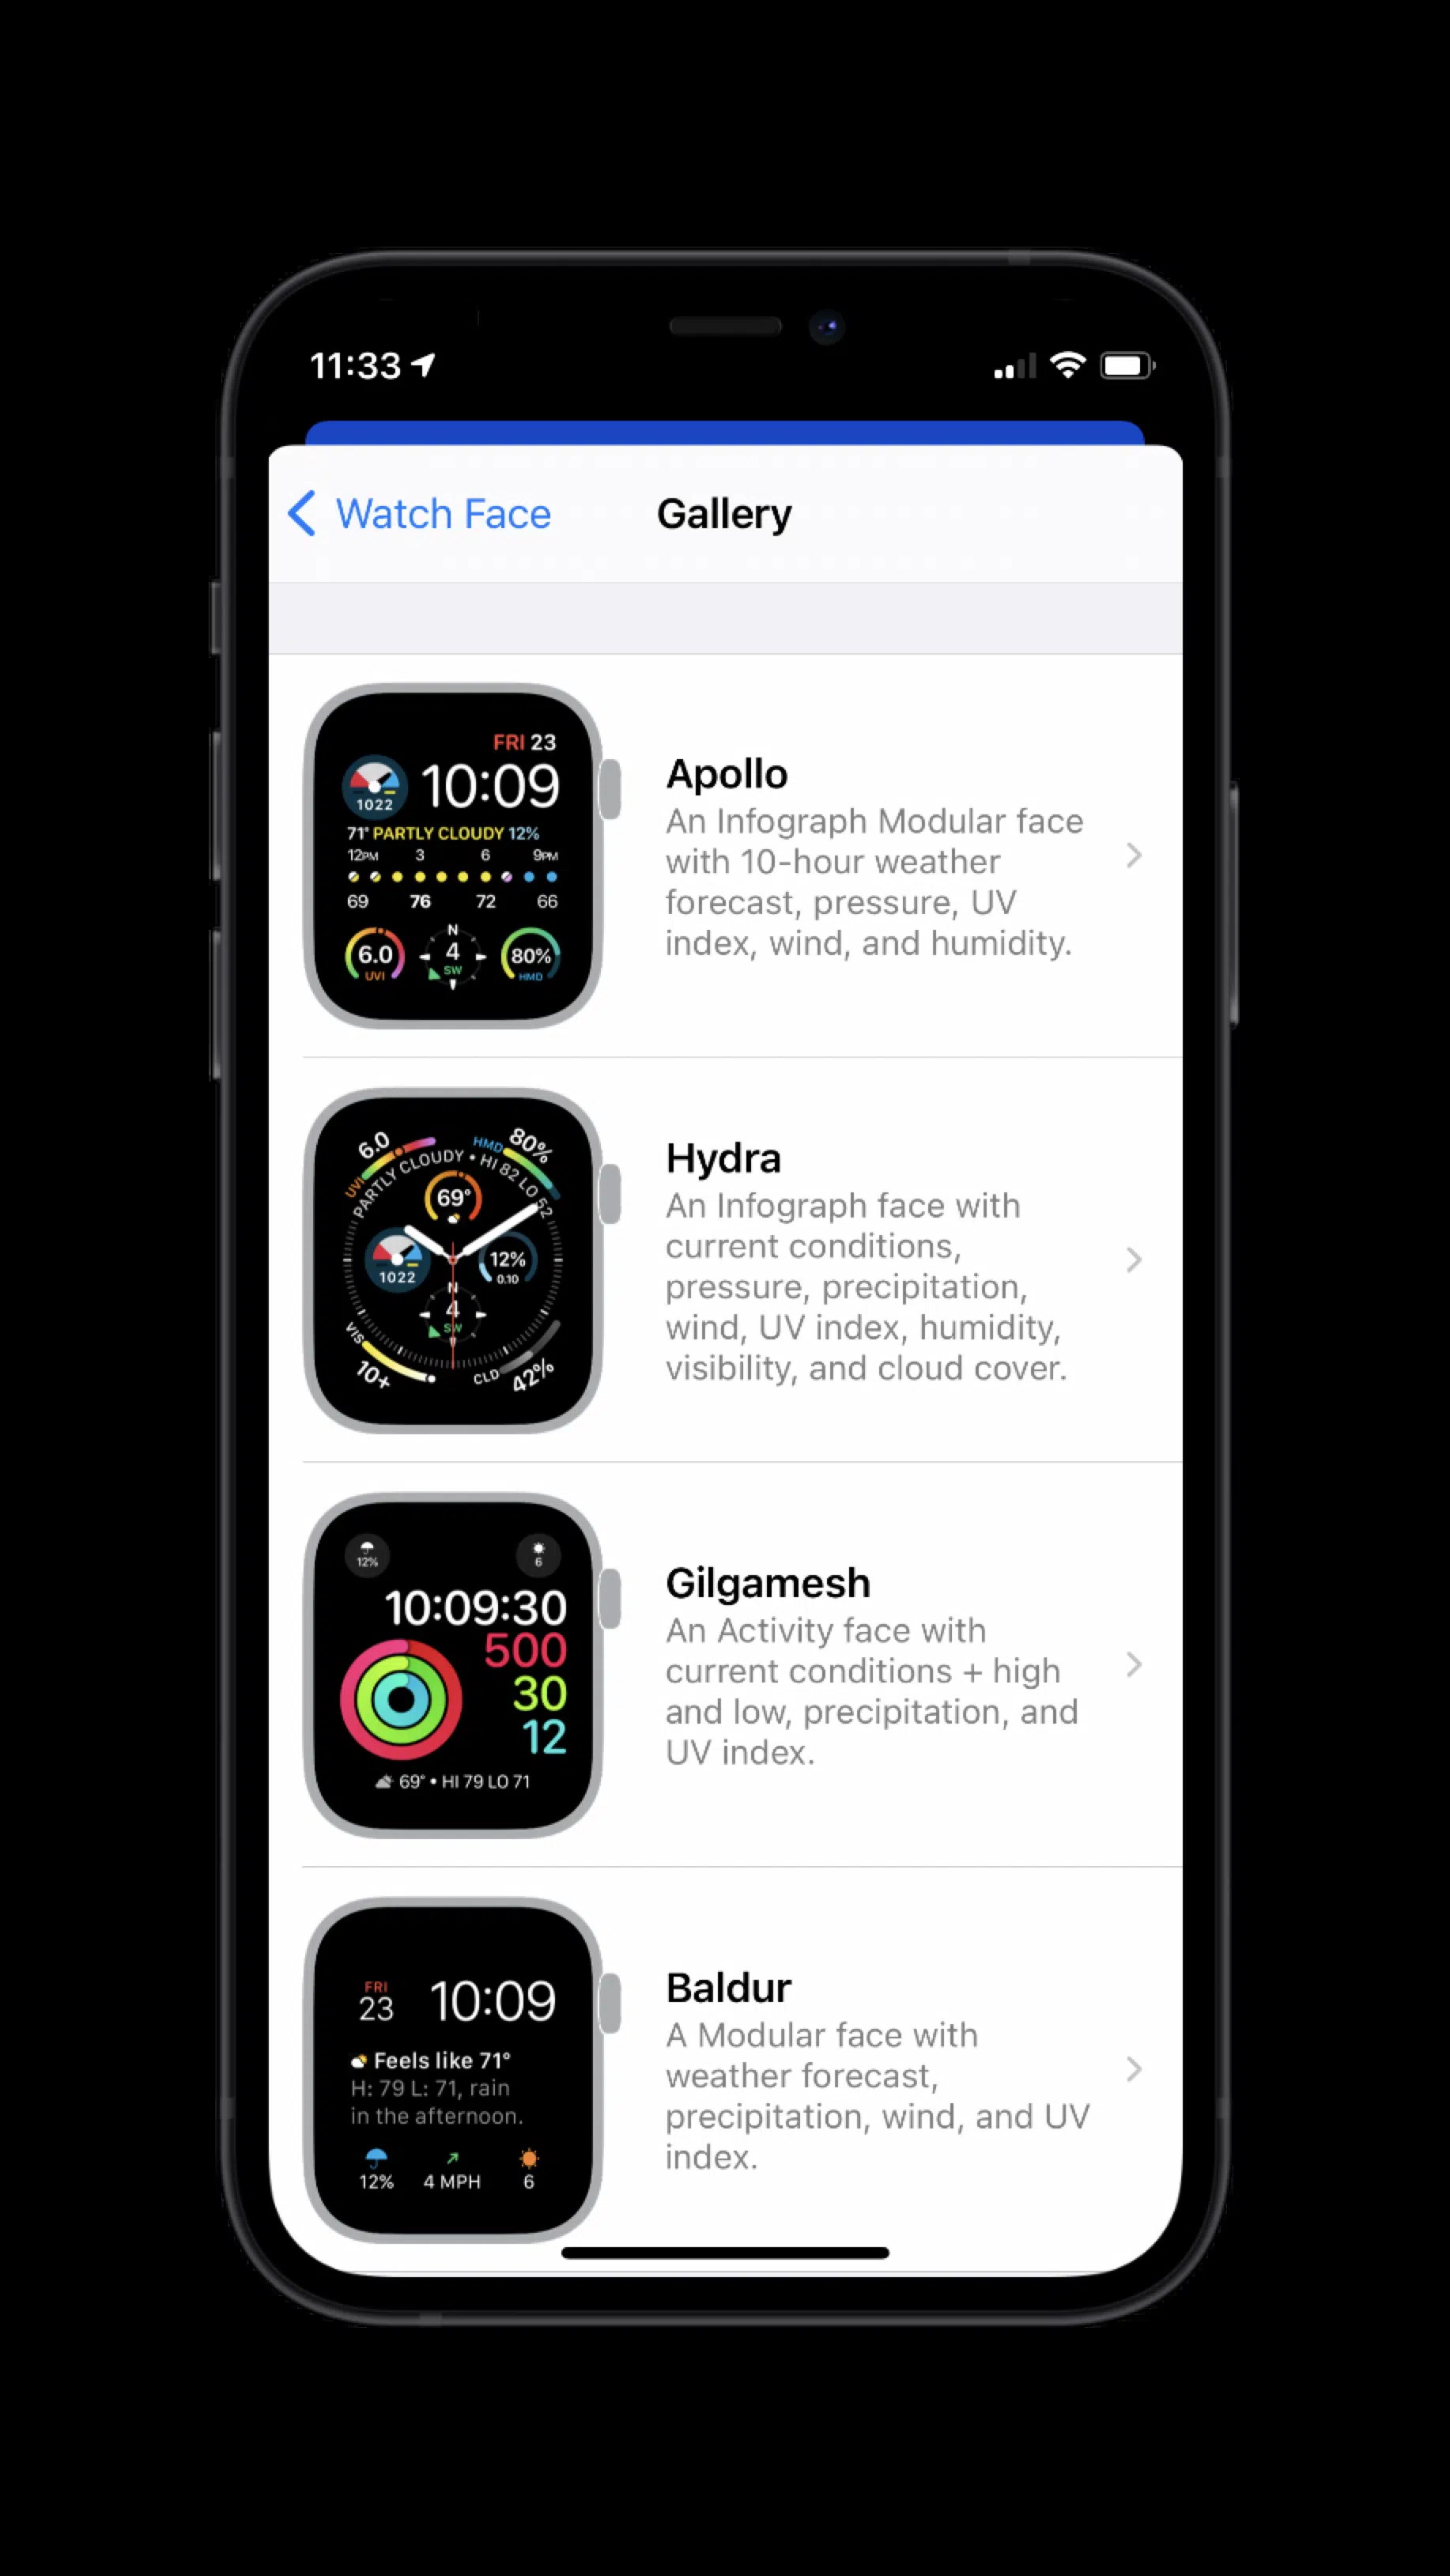 11:33
Watch Face
Gallery
FRI 23
10:09
1022
71° PARTLY CLOUDY 12%
12PM 3 6 9PM
69 76 72 66
6.0
UVI
N
4
SW
80%
HMD
Apollo
An Infograph Modular face
with 10-hour weather
forecast, pressure, UV
index, wind, and humidity.
UVI 6.0
HMD 80%
PARTLY CLOUDY • HI 82 LO 52
69°
1022
12%
0.10
N
4
SW
VIS 10+
CLD 42%
Hydra
An Infograph face with
current conditions,
pressure, precipitation,
wind, UV index, humidity,
visibility, and cloud cover.
12%
6
10:09:30
500
30
12
69° • HI 79 LO 71
Gilgamesh
An Activity face with
current conditions + high
and low, precipitation, and
UV index.
FRI
23
10:09
Feels like 71°
H: 79 L: 71, rain
in the afternoon.
12% 4 MPH 6
Baldur
A Modular face with
weather forecast,
precipitation, wind, and UV
index.